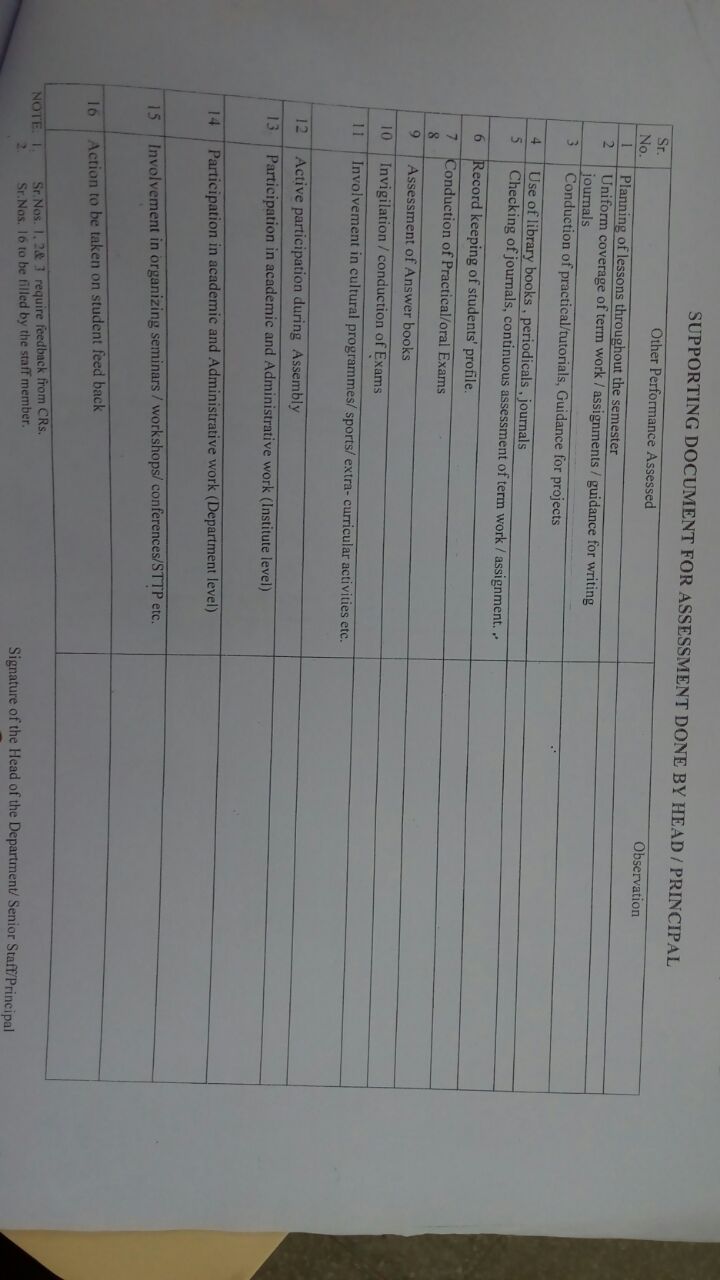 SUPPORTING DOCUMENT FOR ASSESSMENT DONE BY HEAD / PRINCIPAL
Sr. No. Other Performance Assessed Observation
1 Planning of lessons throughout the semester
2 Uniform coverage of term work / assignments / guidance for writing
journals
3 Conduction of practical/tutorials, Guidance for projects
4 Use of library books , periodicals , journals
5 Checking of journals, continuous assessment of term work / assignment.
6 Record keeping of students' profile.
7 Conduction of Practical/oral Exams
8
9 Assessment of Answer books
10 Invigilation / conduction of Exams
11 Involvement in cultural programmes/ sports/ extra- curricular activities etc.
12 Active participation during Assembly
13 Participation in academic and Administrative work (Institute level)
14 Participation in academic and Administrative work (Department level)
15 Involvement in organizing seminars / workshops/ conferences/STTP etc.
16 Action to be taken on student feed back
NOTE. 1. Sr.Nos. 1, 2& 3 require feedback from CRs.
2. Sr.Nos. 16 to be filled by the staff member.
Signature of the Head of the Department/ Senior Staff/Principal